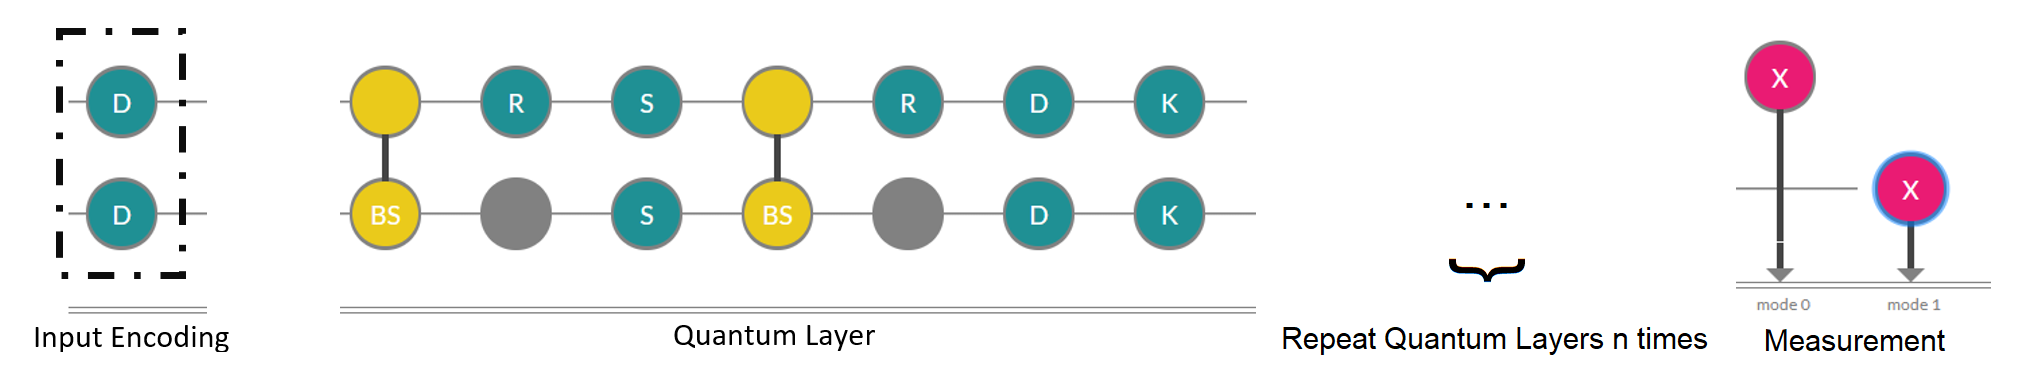 D
R S R D K
X
D
BS S BS D K
...
X
mode 0 mode 1
Input Encoding
Quantum Layer
Repeat Quantum Layers n times
Measurement